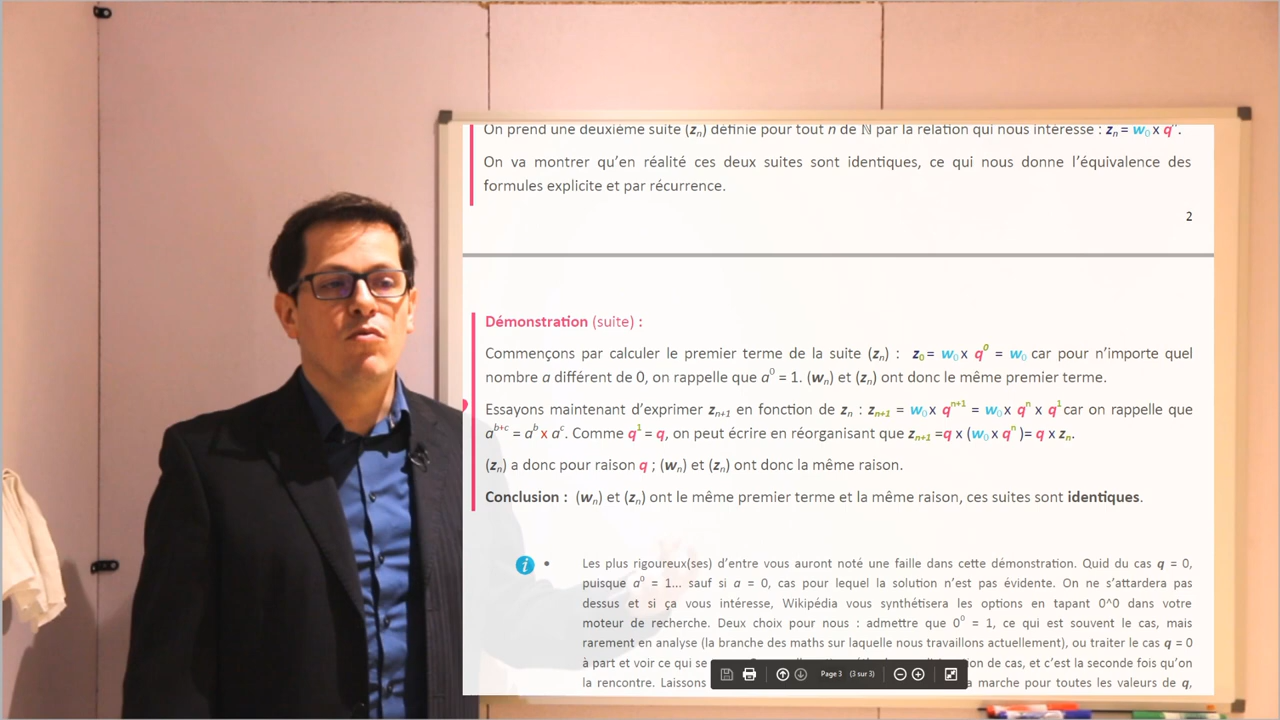 On prend une deuxième suite (zₙ) définie pour tout n de ℕ par la relation qui nous intéresse : zₙ = w₀ x qⁿ.
On va montrer qu'en réalité ces deux suites sont identiques, ce qui nous donne l'équivalence des
formules explicite et par récurrence.
2
Démonstration (suite) :
Commençons par calculer le premier terme de la suite (zₙ) : z₀ = w₀ x q⁰ = w₀ car pour n'importe quel
nombre a différent de 0, on rappelle que a⁰ = 1. (wₙ) et (zₙ) ont donc le même premier terme.
Essayons maintenant d'exprimer zₙ₊₁ en fonction de zₙ : zₙ₊₁ = w₀ x qⁿ⁺¹ = w₀ x qⁿ x q¹ car on rappelle que
aᵇ⁺ᶜ = aᵇ x aᶜ. Comme q¹ = q, on peut écrire en réorganisant que zₙ₊₁ =q x (w₀ x qⁿ )= q x zₙ.
(zₙ) a donc pour raison q ; (wₙ) et (zₙ) ont donc la même raison.
Conclusion : (wₙ) et (zₙ) ont le même premier terme et la même raison, ces suites sont identiques.
i • Les plus rigoureux(ses) d'entre vous auront noté une faille dans cette démonstration. Quid du cas q = 0,
puisque a⁰ = 1... sauf si a = 0, cas pour lequel la solution n'est pas évidente. On ne s'attardera pas
dessus et si ça vous intéresse, Wikipédia vous synthétisera les options en tapant 0^0 dans votre
moteur de recherche. Deux choix pour nous : admettre que 0⁰ = 1, ce qui est souvent le cas, mais
rarement en analyse (la branche des maths sur laquelle nous travaillons actuellement), ou traiter le cas q = 0
à part et voir ce qui se de cas, et c'est la seconde fois qu'on
la rencontre. Laissons a marche pour toutes les valeurs de q,
Page 3 (3 sur 3)